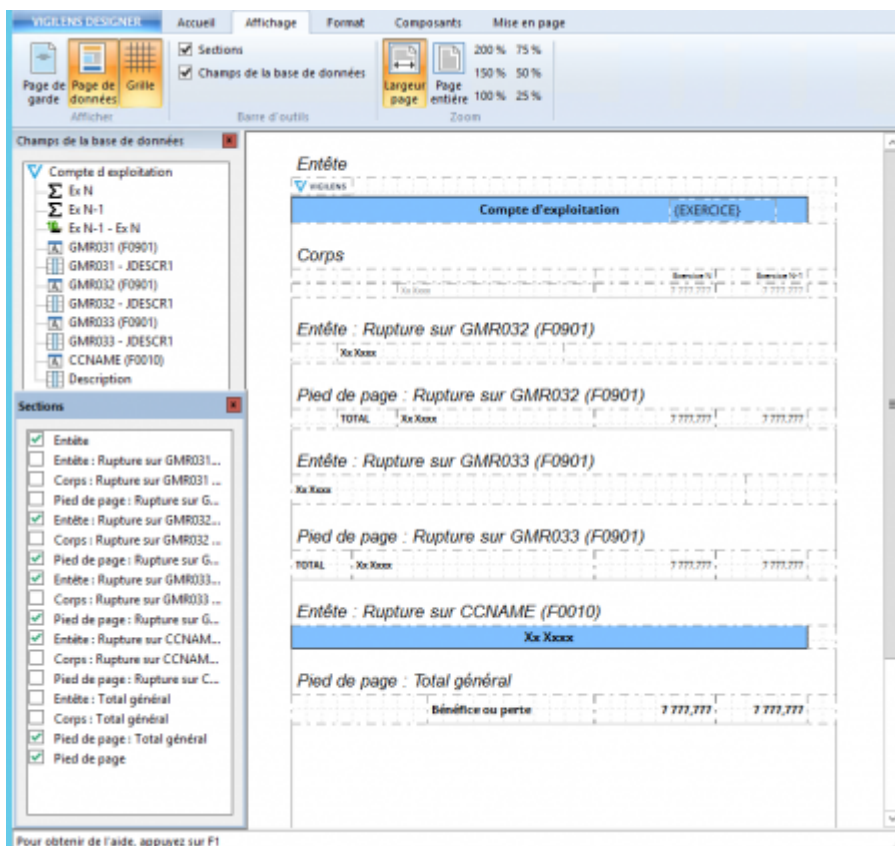 VIGILENS DESIGNER Accueil Affichage Format Composants Mise en page
Page de garde
Page de données
Grille
Afficher
Sections
Champs de la base de données
Barre d'outils
Largeur page
Page entière
200 % 75 %
150 % 50 %
100 % 25 %
Zoom
Champs de la base de données
Compte d exploitation
Ex N
Ex N-1
Ex N-1 - Ex N
GMR031 (F0901)
GMR031 - JDESCR1
GMR032 (F0901)
GMR032 - JDESCR1
GMR033 (F0901)
GMR033 - JDESCR1
CCNAME (F0010)
Description
Sections
Entête
Entête : Rupture sur GMR031...
Corps : Rupture sur GMR031 ...
Pied de page : Rupture sur G...
Entête : Rupture sur GMR032...
Corps : Rupture sur GMR032 ...
Pied de page : Rupture sur G...
Entête : Rupture sur GMR033...
Corps : Rupture sur GMR033 ...
Pied de page : Rupture sur G...
Entête : Rupture sur CCNAM...
Corps : Rupture sur CCNAM...
Pied de page : Rupture sur C...
Entête : Total général
Corps : Total général
Pied de page : Total général
Pied de page
Entête
VIGILENS
Compte d'exploitation {EXERCICE}
Corps
Exercice N Exercice N-1
Xx Xxxx 7 777,777 7 777,777
Entête : Rupture sur GMR032 (F0901)
Xx Xxxx
Pied de page : Rupture sur GMR032 (F0901)
TOTAL Xx Xxxx 7 777,777 7 777,777
Entête : Rupture sur GMR033 (F0901)
Xx Xxxx
Pied de page : Rupture sur GMR033 (F0901)
TOTAL Xx Xxxx 7 777,777 7 777,777
Entête : Rupture sur CCNAME (F0010)
Xx Xxxx
Pied de page : Total général
Bénéfice ou perte 7 777,777 7 777,777
Pour obtenir de l'aide, appuyez sur F1